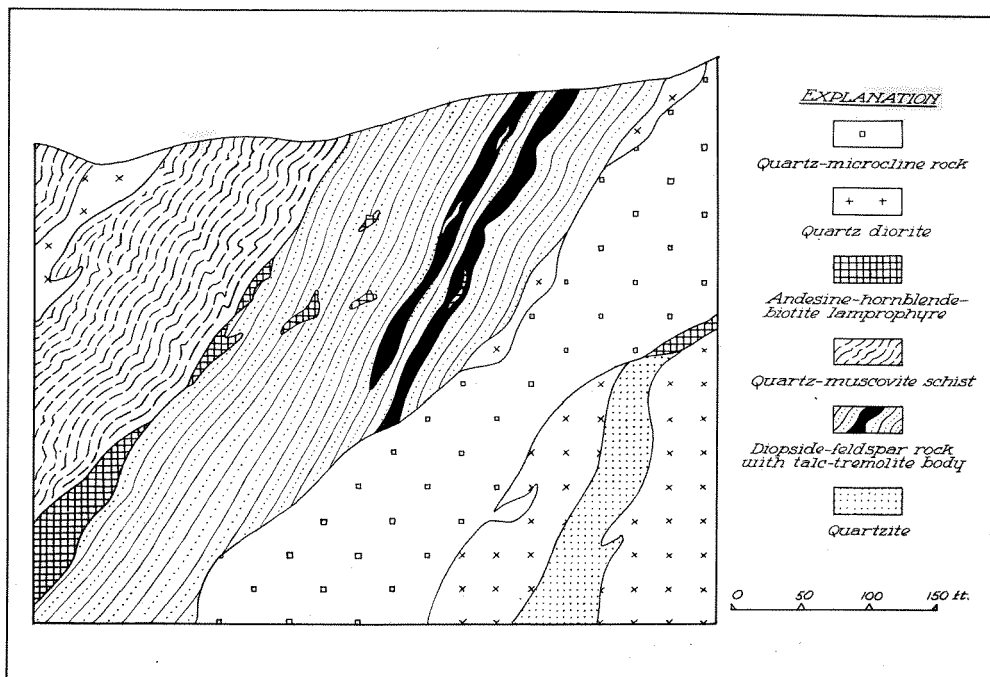 EXPLANATION
Quartz-microcline rock
Quartz diorite
Andesine-hornblende-
biotite lamprophyre
Quartz-muscovite schist
Diopside-feldspar rock
with talc-tremolite body
Quartzite
0 50 100 150 ft.